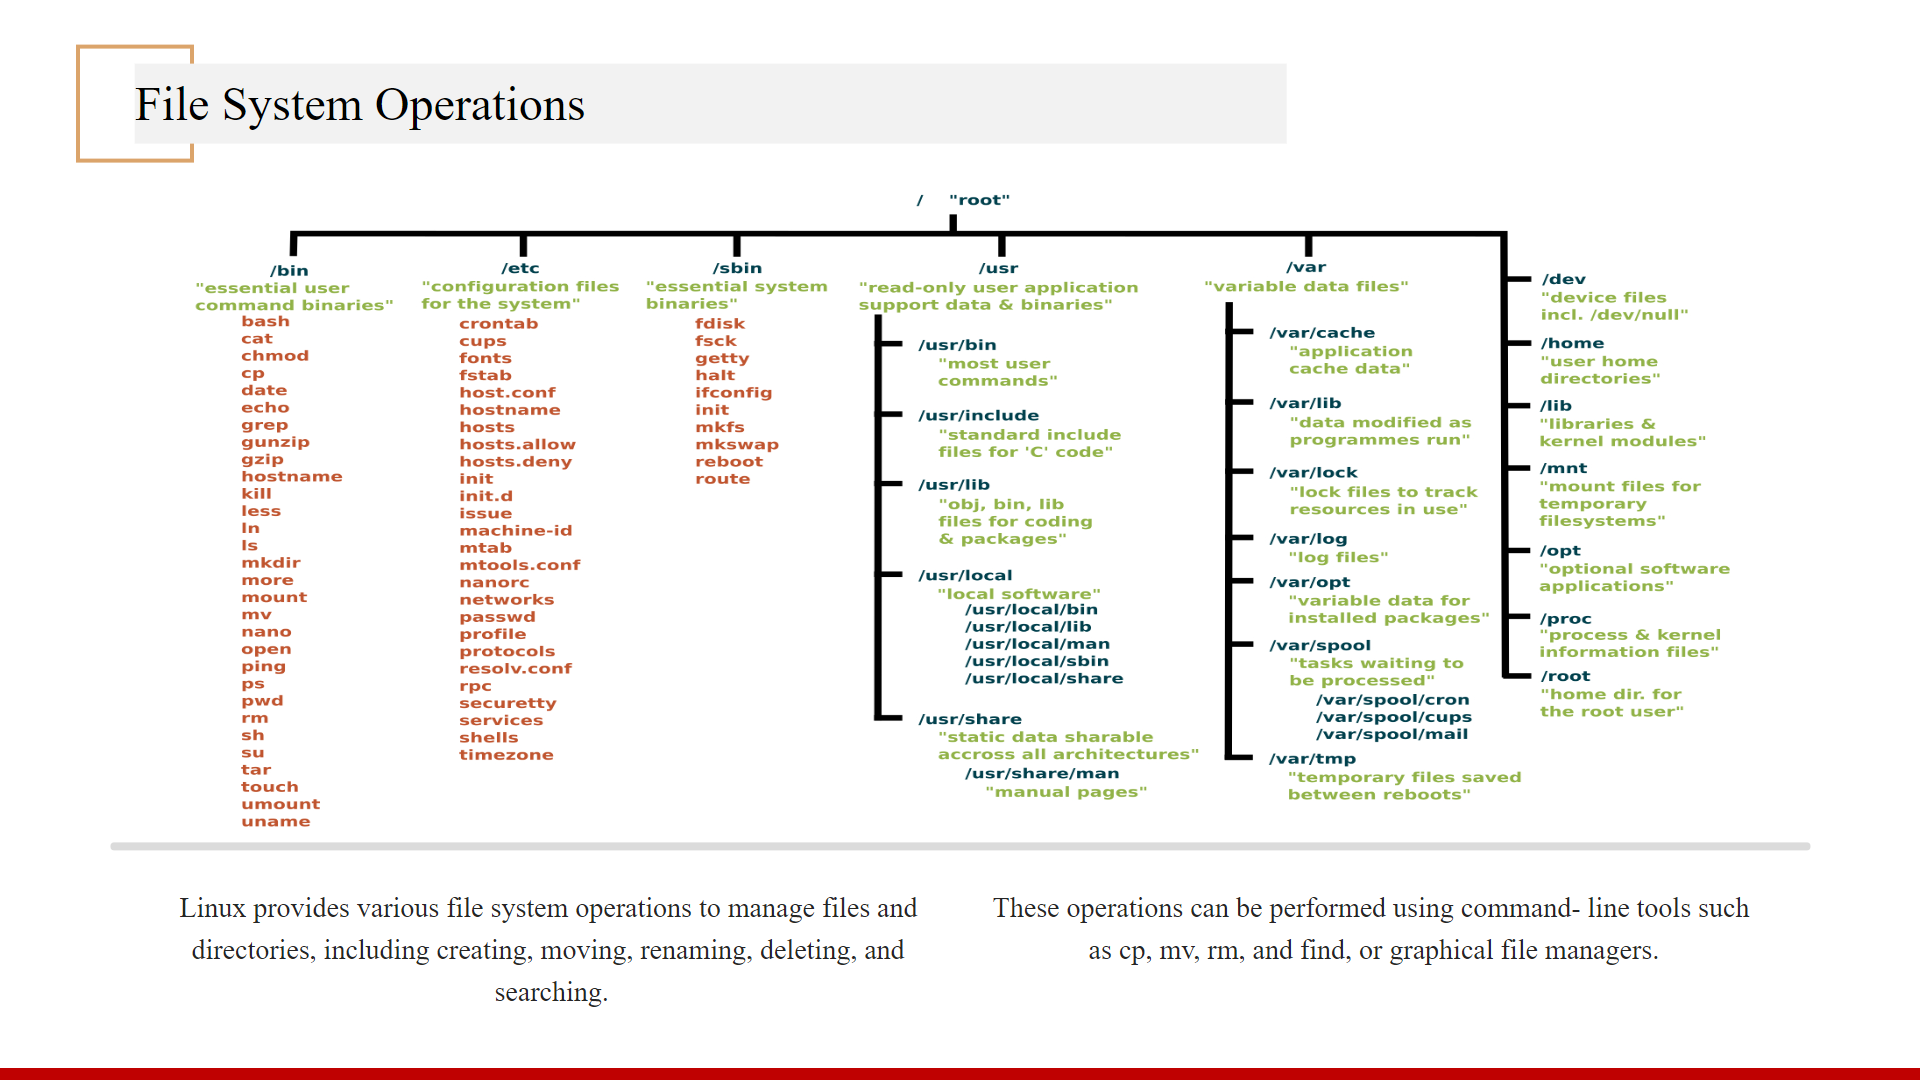 File System Operations
/ "root"
/bin
"essential user
command binaries"
bash
cat
chmod
cp
date
echo
grep
gunzip
gzip
hostname
kill
less
ln
ls
mkdir
more
mount
mv
nano
open
ping
ps
pwd
rm
sh
su
tar
touch
umount
uname
/etc
"configuration files
for the system"
crontab
cups
fonts
fstab
host.conf
hostname
hosts
hosts.allow
hosts.deny
init
init.d
issue
machine-id
mtab
mtools.conf
nanorc
networks
passwd
profile
protocols
resolv.conf
rpc
securetty
services
shells
timezone
/sbin
"essential system
binaries"
fdisk
fsck
getty
halt
ifconfig
init
mkfs
mkswap
reboot
route
/usr
"read-only user application
support data & binaries"
/usr/bin
"most user
commands"
/usr/include
"standard include
files for 'C' code"
/usr/lib
"obj, bin, lib
files for coding
& packages"
/usr/local
"local software"
/usr/local/bin
/usr/local/lib
/usr/local/man
/usr/local/sbin
/usr/local/share
/usr/share
"static data sharable
accross all architectures"
/usr/share/man
"manual pages"
/var
"variable data files"
/var/cache
"application
cache data"
/var/lib
"data modified as
programmes run"
/var/lock
"lock files to track
resources in use"
/var/log
"log files"
/var/opt
"variable data for
installed packages"
/var/spool
"tasks waiting to
be processed"
/var/spool/cron
/var/spool/cups
/var/spool/mail
/var/tmp
"temporary files saved
between reboots"
/dev
"device files
incl. /dev/null"
/home
"user home
directories"
/lib
"libraries &
kernel modules"
/mnt
"mount files for
temporary
filesystems"
/opt
"optional software
applications"
/proc
"process & kernel
information files"
/root
"home dir. for
the root user"
Linux provides various file system operations to manage files and
directories, including creating, moving, renaming, deleting, and
searching.
These operations can be performed using command- line tools such
as cp, mv, rm, and find, or graphical file managers.